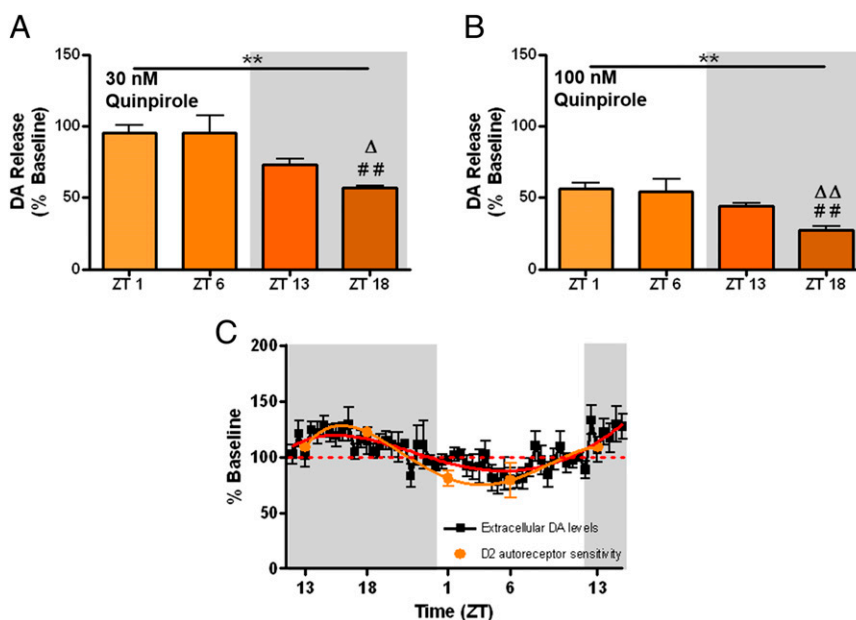 A
150
100
50
0
DA Release
(% Baseline)
30 nM
Quinpirole
**
Δ
##
ZT 1
ZT 6
ZT 13
ZT 18
B
150
100
50
0
DA Release
(% Baseline)
100 nM
Quinpirole
**
ΔΔ
##
ZT 1
ZT 6
ZT 13
ZT 18
C
200
150
100
50
0
% Baseline
Extracellular DA levels
D2 autoreceptor sensitivity
13
18
1
6
13
Time (ZT)